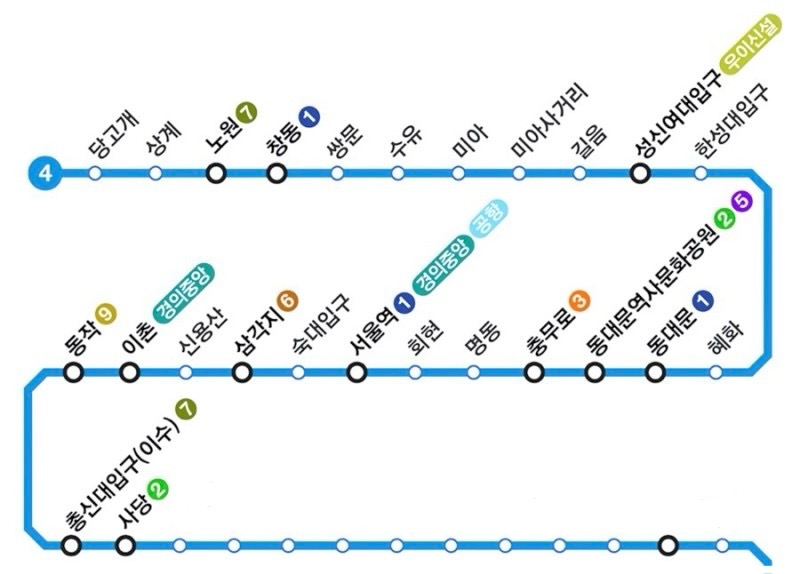 4
당고개
상계
노원 7
창동 1
쌍문
수유
미아
미아사거리
길음
성신여대입구 우이신설
한성대입구
동작 9
이촌 경의중앙
신용산
삼각지 6
숙대입구
서울역 1 경의중앙 공항
회현
명동
충무로 3
동대문역사문화공원 2 5
동대문 1
혜화
총신대입구(이수) 7
사당 2